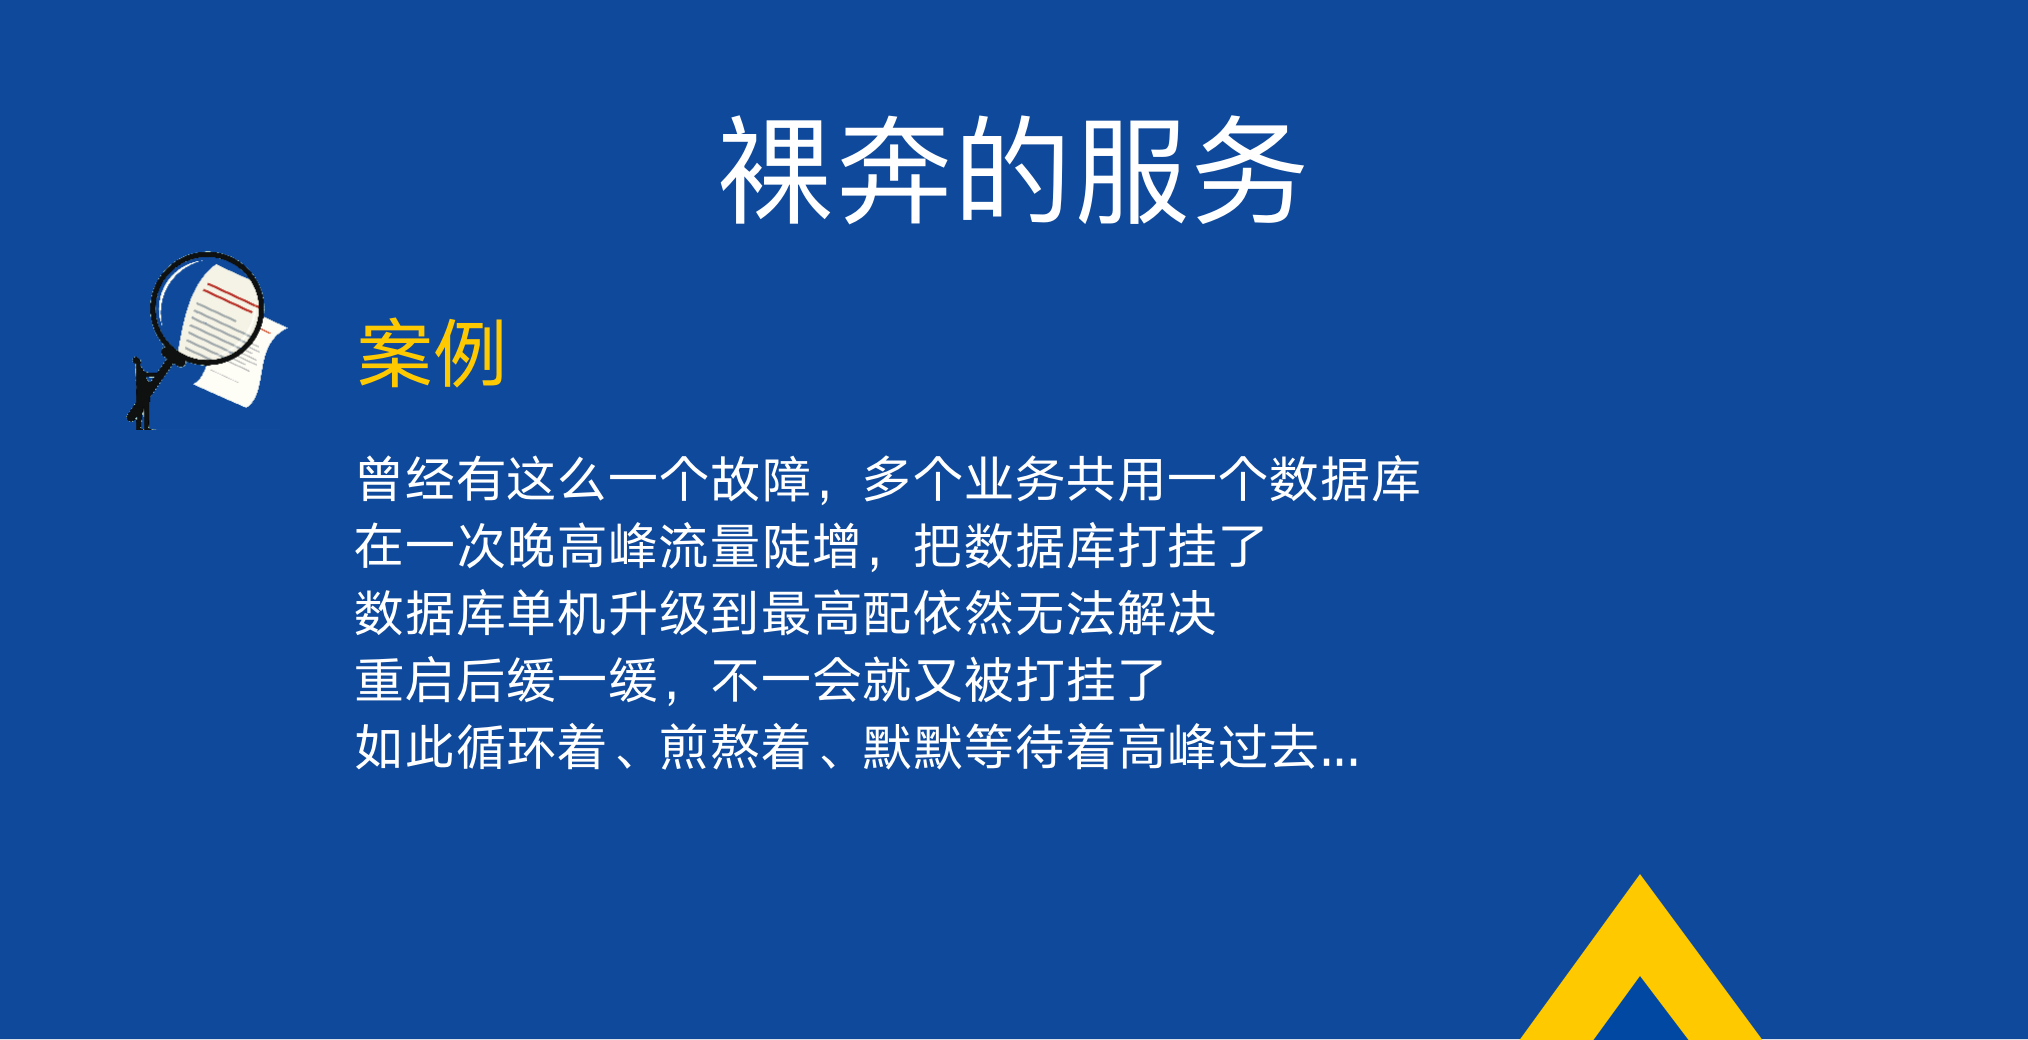 裸奔的服务
案例
曾经有这么一个故障，多个业务共用一个数据库
在一次晚高峰流量陡增，把数据库打挂了
数据库单机升级到最高配依然无法解决
重启后缓一缓，不一会就又被打挂了
如此循环着、煎熬着、默默等待着高峰过去...